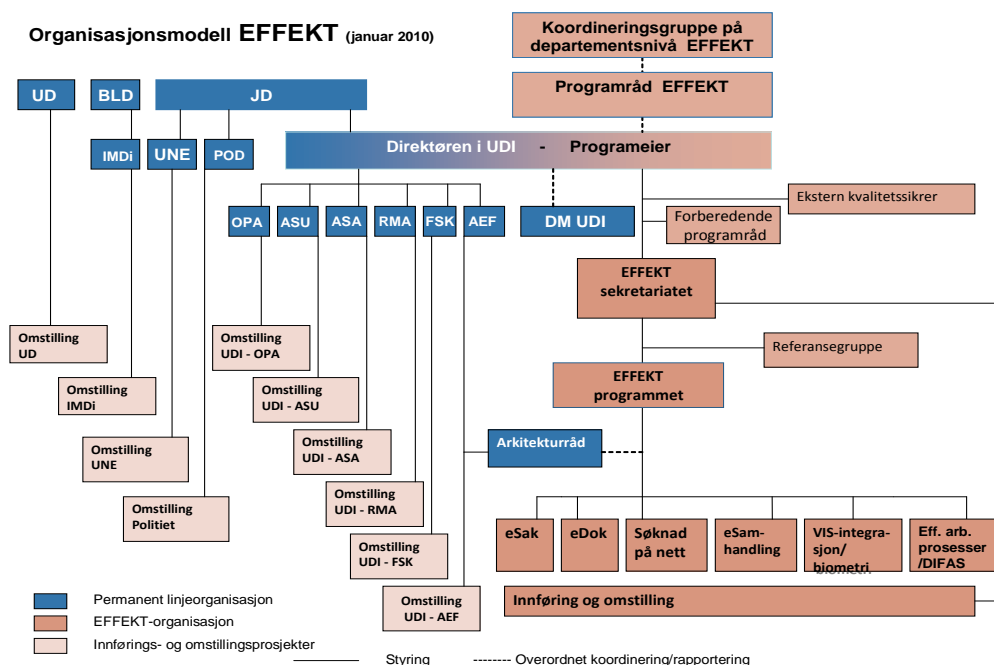 Organisasjonsmodell EFFEKT (januar 2010)
Koordineringsgruppe på
departementsnivå EFFEKT
Programråd EFFEKT
UD
BLD
JD
IMDi
UNE
POD
Direktøren i UDI - Programeier
Ekstern kvalitetssikrer
Forberedende
programråd
OPA
ASU
ASA
RMA
FSK
AEF
DM UDI
EFFEKT
sekretariatet
Omstilling
UD
Omstilling
UDI - OPA
Referansegruppe
EFFEKT
programmet
Omstilling
IMDi
Omstilling
UDI - ASU
Omstilling
UNE
Omstilling
UDI - ASA
Arkitekturråd
Omstilling
Politiet
Omstilling
UDI - RMA
Omstilling
UDI - FSK
Omstilling
UDI - AEF
eSak
eDok
Søknad
på nett
eSam-
handling
VIS-integra-
sjon/
biometri
Eff. arb.
prosesser
/DIFAS
Innføring og omstilling
Permanent linjeorganisasjon
EFFEKT-organisasjon
Innførings- og omstillingsprosjekter
Styring
Overordnet koordinering/rapportering